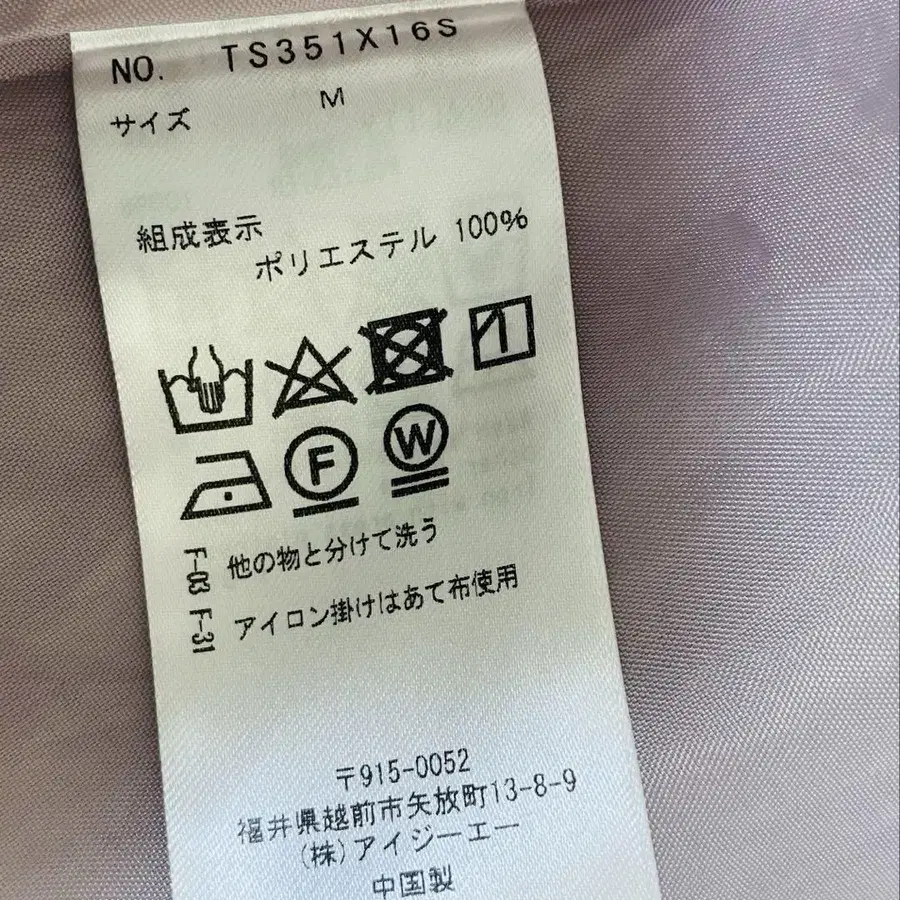 NO. TS351X16S
サイズ M
組成表示
ポリエステル 100%
F
W
F-03 他の物と分けて洗う
F-31 アイロン掛けはあて布使用
〒915-0052
福井県越前市矢放町13-8-9
(株)アイジーエー
中国製